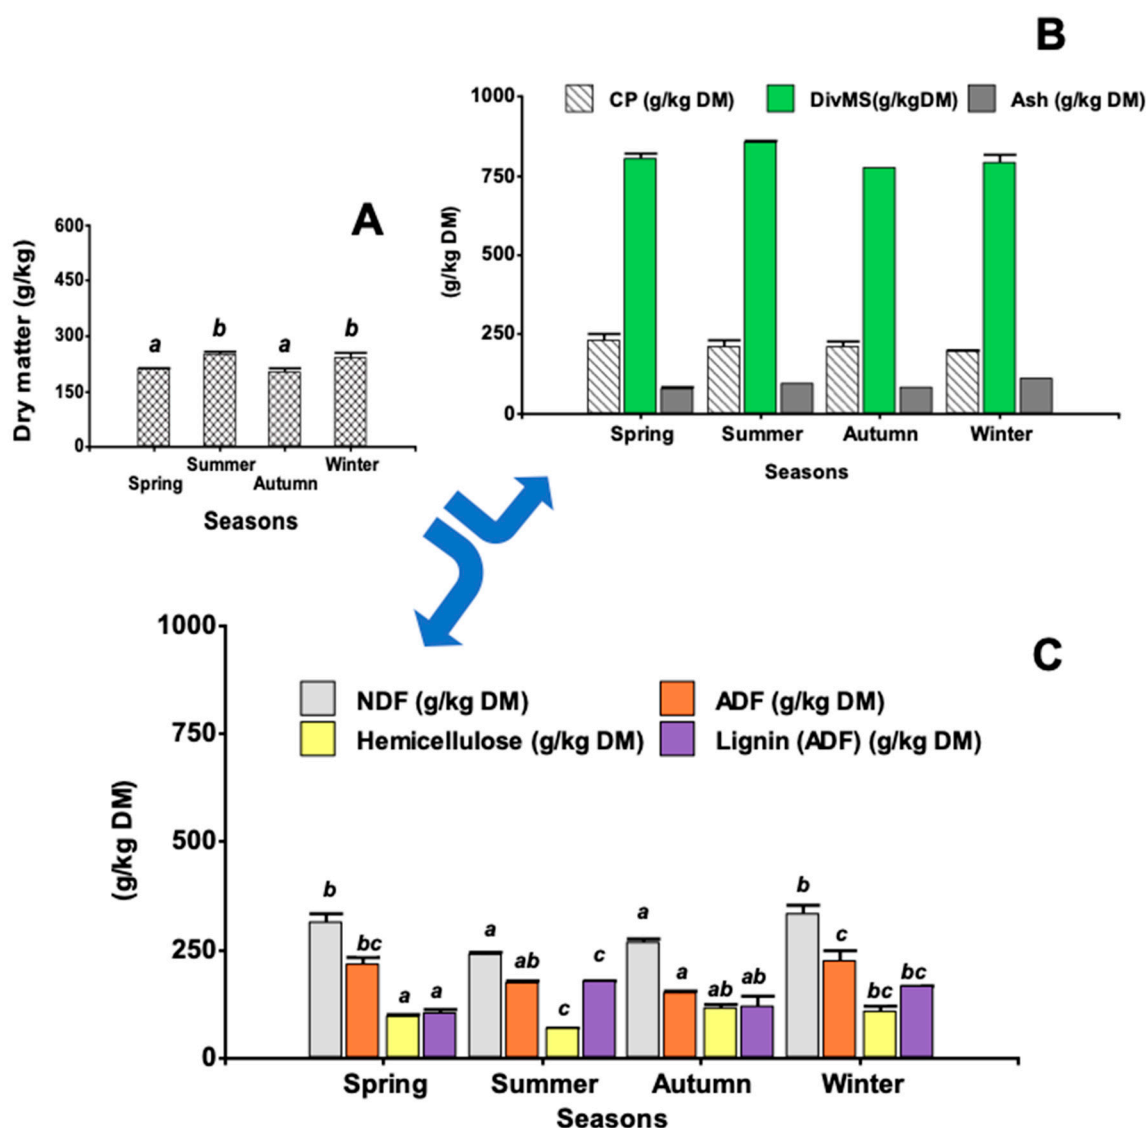 B
1000
CP (g/kg DM)
DivMS(g/kgDM)
Ash (g/kg DM)
750
500
250
0
(g/kg DM)
Spring
Summer
Autumn
Winter
Seasons
A
600
450
300
150
0
Dry matter (g/kg)
a
b
a
b
Spring
Summer
Autumn
Winter
Seasons
C
1000
750
500
250
0
(g/kg DM)
NDF (g/kg DM)
ADF (g/kg DM)
Hemicellulose (g/kg DM)
Lignin (ADF) (g/kg DM)
b
bc
a
a
a
ab
c
c
a
a
ab
ab
b
c
bc
bc
Spring
Summer
Autumn
Winter
Seasons